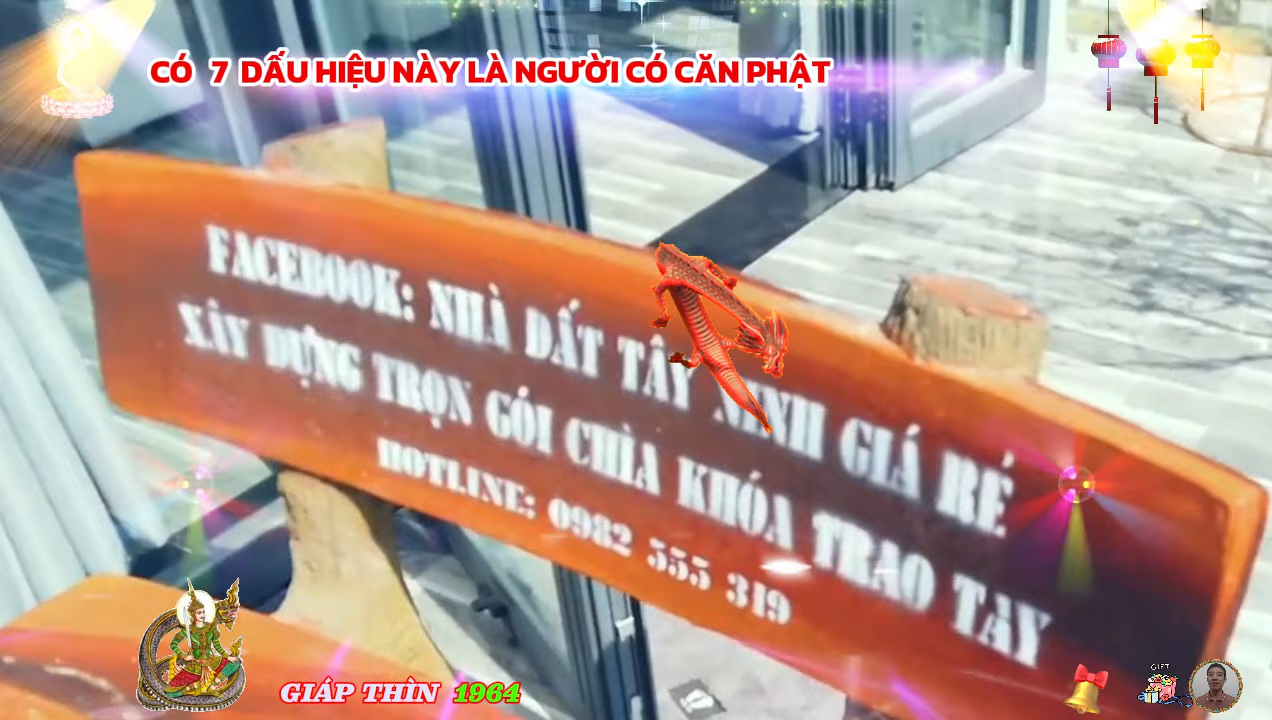 CÓ 7 DẤU HIỆU NÀY LÀ NGƯỜI CÓ CĂN PHẬT
FACEBOOK: NHÀ ĐẤT TÂY NINH GIÁ RẺ
XÂY DỰNG TRỌN GÓI CHÌA KHÓA TRAO TAY
HOTLINE: 0982 555 319
GIÁP THÌN 1964
GIFT